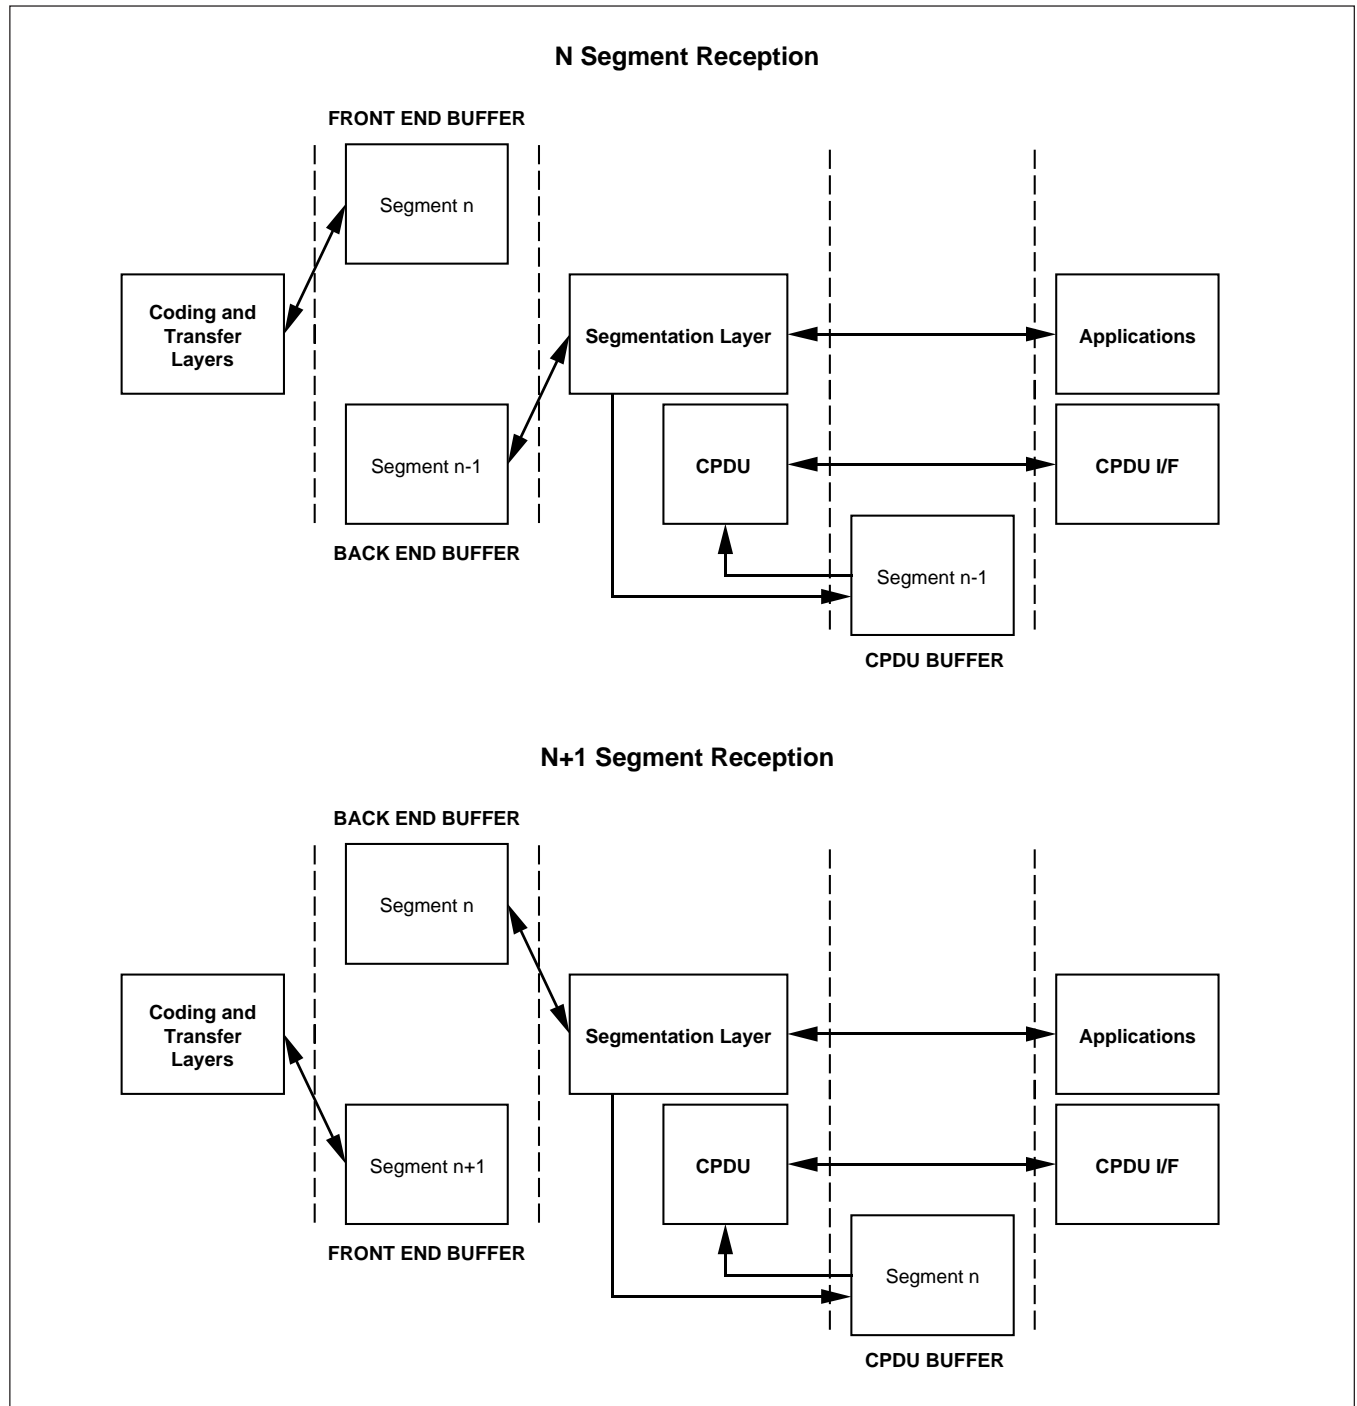 N Segment Reception
FRONT END BUFFER
Segment n
Coding and
Transfer
Layers
Segmentation Layer
Applications
Segment n-1
CPDU
CPDU I/F
BACK END BUFFER
Segment n-1
CPDU BUFFER
N+1 Segment Reception
BACK END BUFFER
Segment n
Coding and
Transfer
Layers
Segmentation Layer
Applications
Segment n+1
CPDU
CPDU I/F
FRONT END BUFFER
Segment n
CPDU BUFFER